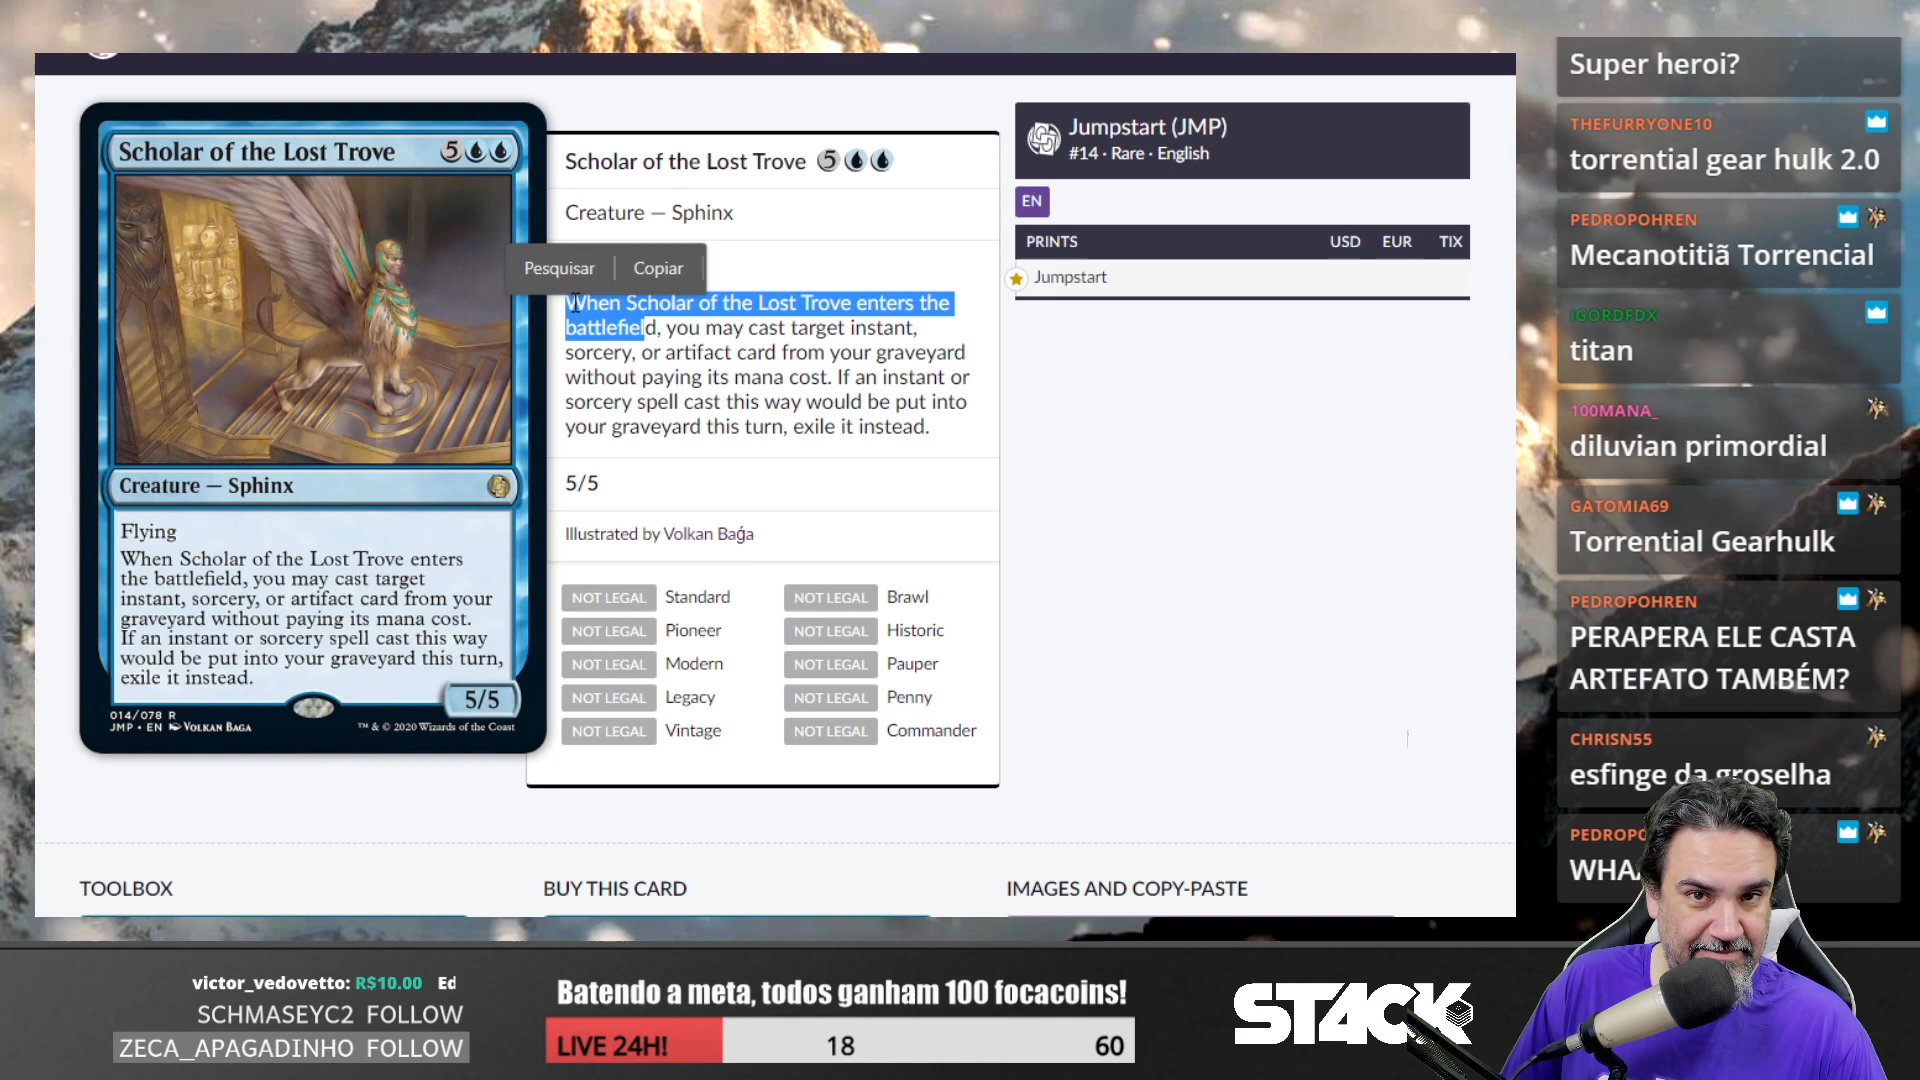 Scholar of the Lost Trove 5
Creature — Sphinx
Flying
When Scholar of the Lost Trove enters
the battlefield, you may cast target
instant, sorcery, or artifact card from your
graveyard without paying its mana cost.
If an instant or sorcery spell cast this way
would be put into your graveyard this turn,
exile it instead.
5/5
014/078 R
JMP • EN VOLKAN BAGA
™ & © 2020 Wizards of the Coast
Scholar of the Lost Trove 5
Creature — Sphinx
Pesquisar Copiar
When Scholar of the Lost Trove enters the
battlefield, you may cast target instant,
sorcery, or artifact card from your graveyard
without paying its mana cost. If an instant or
sorcery spell cast this way would be put into
your graveyard this turn, exile it instead.
5/5
Illustrated by Volkan Baǵa
NOT LEGAL Standard NOT LEGAL Brawl
NOT LEGAL Pioneer NOT LEGAL Historic
NOT LEGAL Modern NOT LEGAL Pauper
NOT LEGAL Legacy NOT LEGAL Penny
NOT LEGAL Vintage NOT LEGAL Commander
Jumpstart (JMP)
#14 · Rare · English
EN
PRINTS USD EUR TIX
Jumpstart
TOOLBOX
BUY THIS CARD
IMAGES AND COPY-PASTE
Super heroi?
THEFURRYONE10
torrential gear hulk 2.0
PEDROPOHREN
Mecanotitiã Torrencial
IGORDFDX
titan
100MANA_
diluvian primordial
GATOMIA69
Torrential Gearhulk
PEDROPOHREN
PERAPERA ELE CASTA
ARTEFATO TAMBÉM?
CHRISN55
esfinge da groselha
PEDROPO
WHA
victor_vedovetto: R$10.00 Ed
SCHMASEYC2 FOLLOW
ZECA_APAGADINHO FOLLOW
Batendo a meta, todos ganham 100 focacoins!
LIVE 24H! 18 60
ST4CK